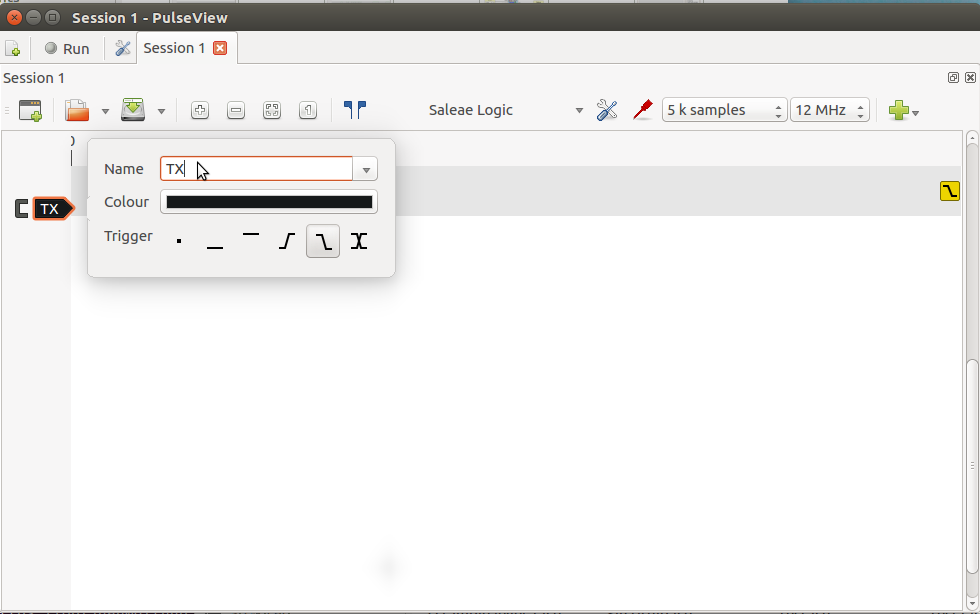 Session 1 - PulseView
Run
Session 1
Session 1
Saleae Logic
5 k samples
12 MHz
0
Name
TX
Colour
TX
Trigger